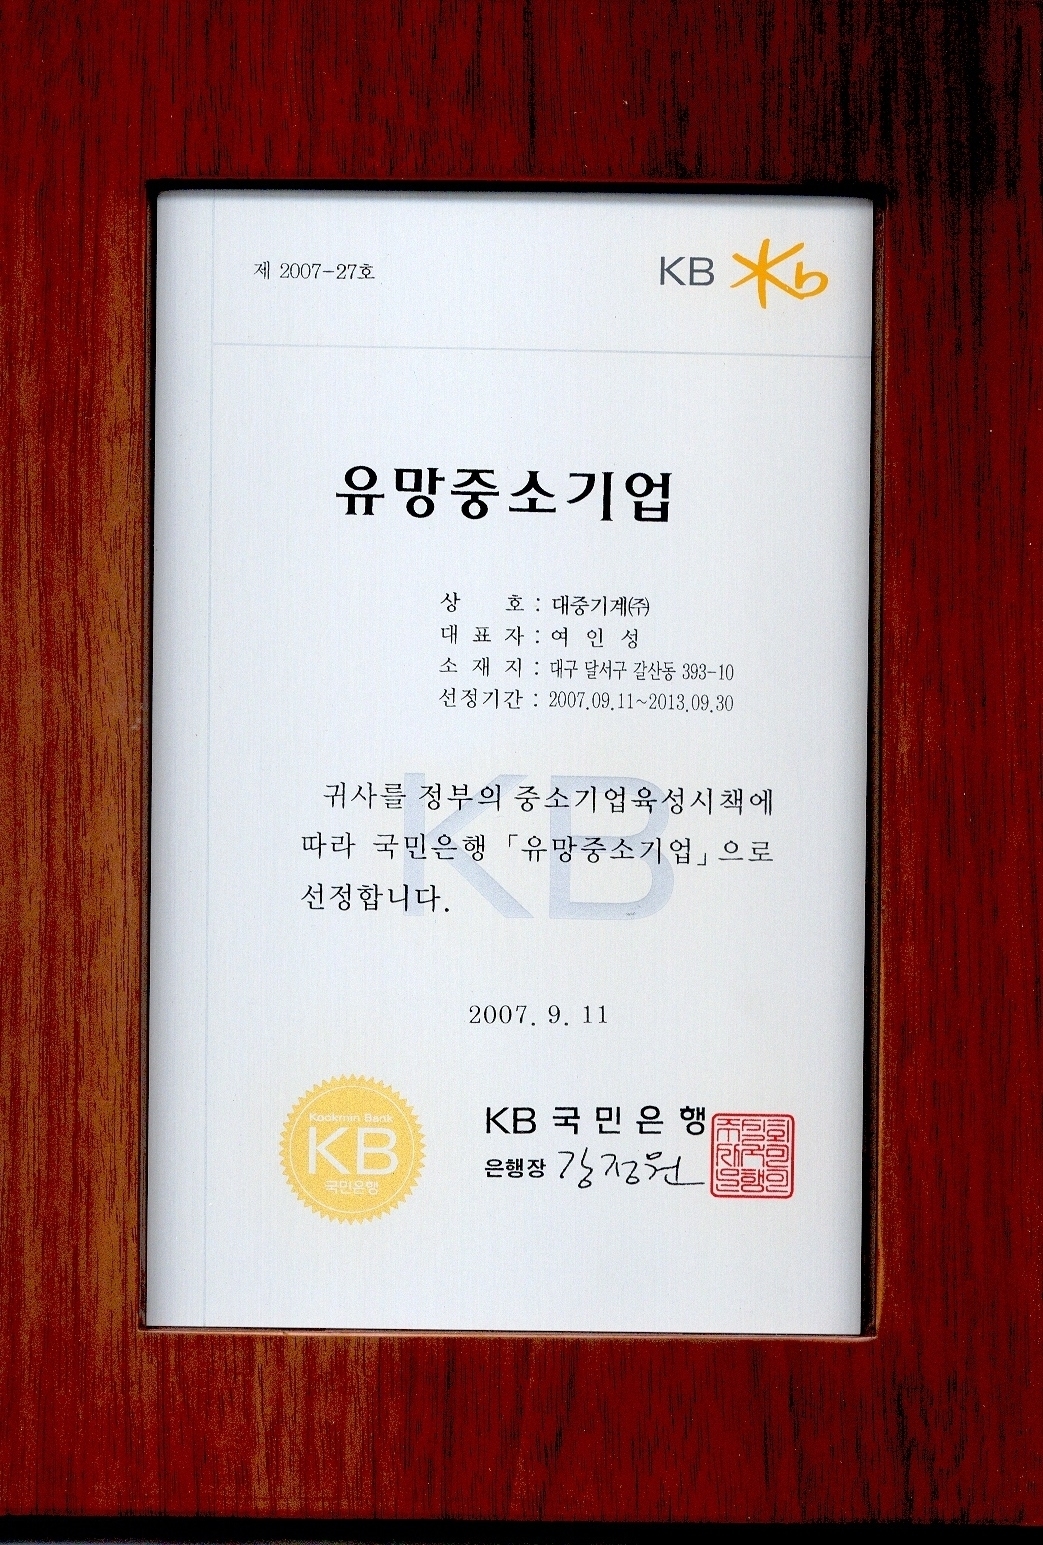 제 2007-27호
KB Kb
유망중소기업
상 호 : 대중기계㈜
대 표 자 : 여 인 성
소 재 지 : 대구 달서구 갈산동 393-10
선정기간 : 2007.09.11~2013.09.30
KB
귀사를 정부의 중소기업육성시책에
따라 국민은행 「유망중소기업」으로
선정합니다.
2007. 9. 11
Kookmin Bank
KB
국민은행
KB 국 민 은 행
은행장 강정원